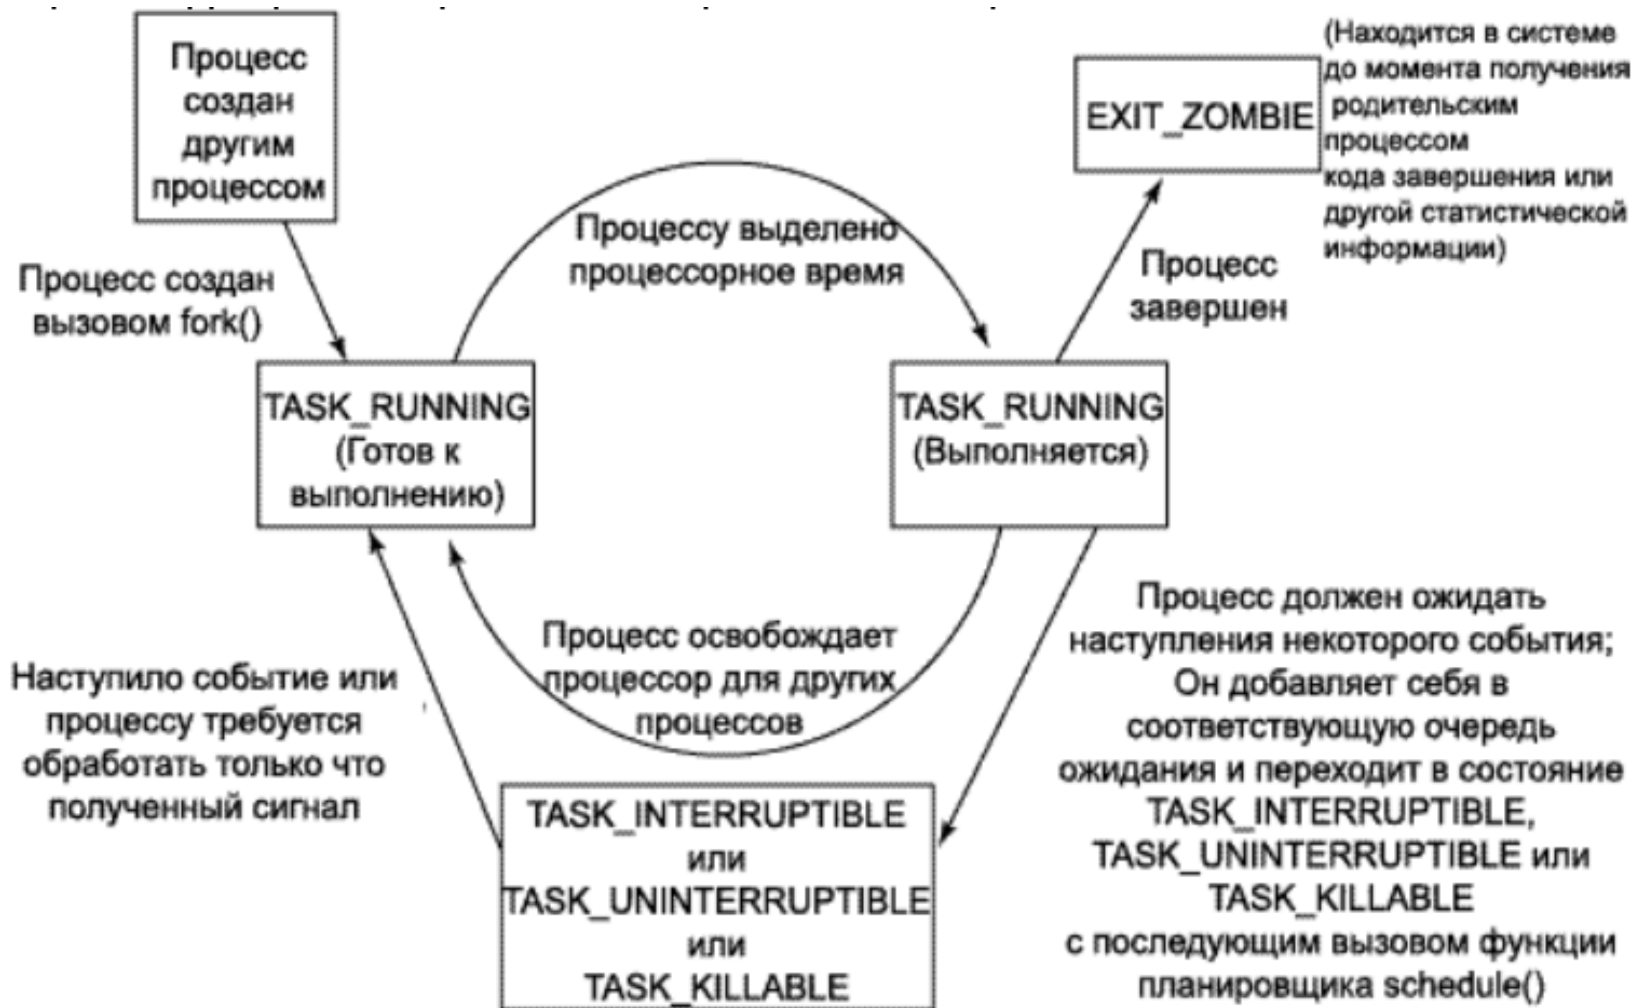 Процесс
создан
другим
процессом
(Находится в системе
до момента получения
родительским
процессом
кода завершения или
другой статистической
информации)
EXIT_ZOMBIE
Процессу выделено
процессорное время
Процесс создан
вызовом fork()
Процесс
завершен
TASK_RUNNING
(Готов к
выполнению)
TASK_RUNNING
(Выполняется)
Процесс освобождает
процессор для других
процессов
Наступило событие или
процессу требуется
обработать только что
полученный сигнал
Процесс должен ожидать
наступления некоторого события;
Он добавляет себя в
соответствующую очередь
ожидания и переходит в состояние
TASK_INTERRUPTIBLE,
TASK_UNINTERRUPTIBLE или
TASK_KILLABLE
с последующим вызовом функции
планировщика schedule()
TASK_INTERRUPTIBLE
или
TASK_UNINTERRUPTIBLE
или
TASK_KILLABLE